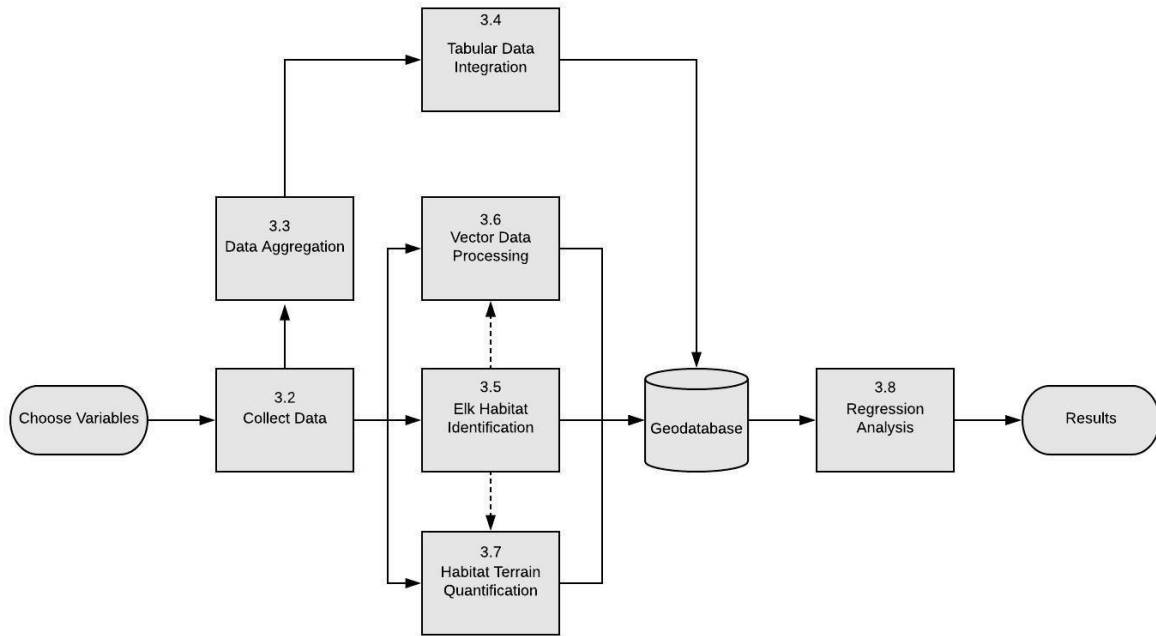 3.4
Tabular Data
Integration
3.3
Data Aggregation
3.6
Vector Data
Processing
Choose Variables
3.2
Collect Data
3.5
Elk Habitat
Identification
Geodatabase
3.8
Regression
Analysis
Results
3.7
Habitat Terrain
Quantification